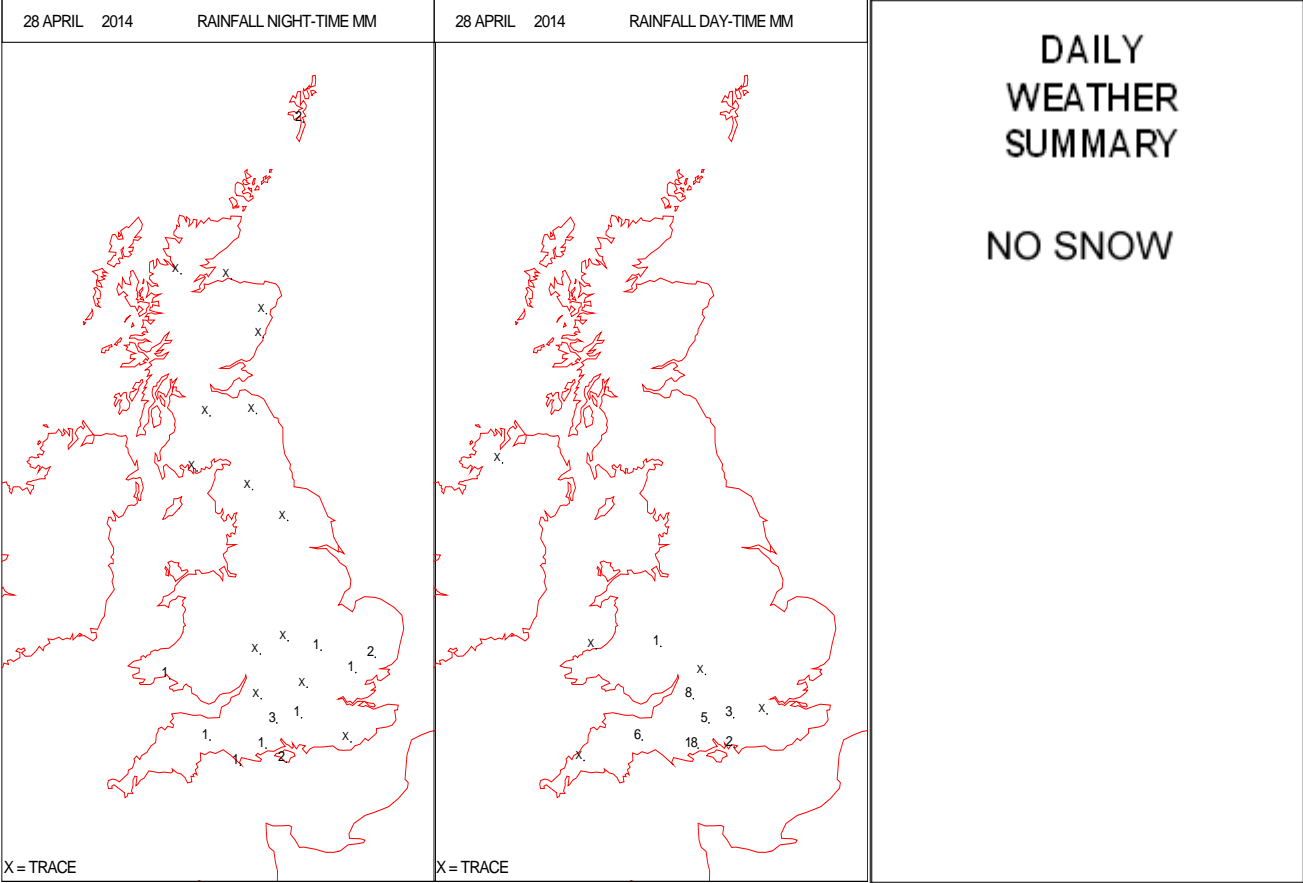 28 APRIL 2014 RAINFALL NIGHT-TIME MM
2.
X.
X.
X.
X.
X.
X.
X.
X.
X.
X.
1.
X.
2.
1.
1.
X.
X.
1.
3.
1.
X.
1.
1.
2.
X = TRACE
28 APRIL 2014 RAINFALL DAY-TIME MM
X.
1.
X.
X.
8.
X.
3.
5.
6.
18.
2.
X.
X = TRACE
DAILY
WEATHER
SUMMARY
NO SNOW